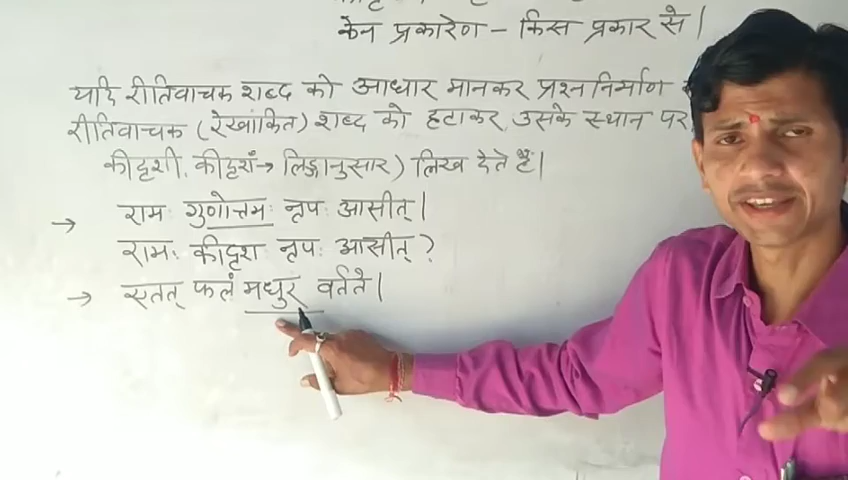 केन प्रकारेण - किस प्रकार से|
यदि रीतिवाचक शब्द को आधार मानकर प्रश्न निर्माण
रीतिवाचक (रेखांकित) शब्द को हटाकर उसके स्थान पर
कीदृशी, कीदृशं→ लिङ्गानुसार) लिख देते हैं|
→ रामः गुणोत्तमः नृपः आसीत्|
रामः कीदृश नृपः आसीत्?
→ एतत् फलं मधुर वर्तते|